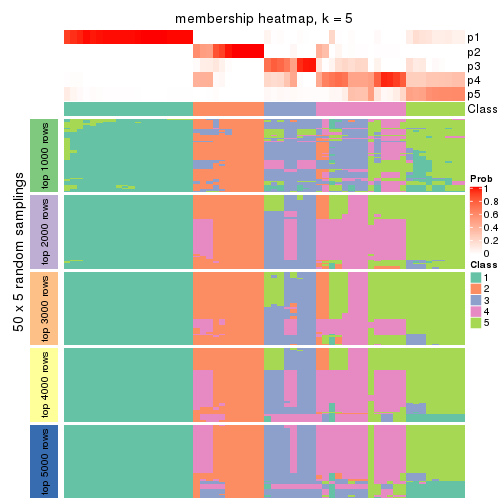 membership heatmap, k = 5
p1
p2
p3
p4
p5
Class
50 x 5 random samplings
top 1000 rows
top 2000 rows
top 3000 rows
top 4000 rows
top 5000 rows
Prob
1
0.8
0.6
0.4
0.2
0
Class
1
2
3
4
5